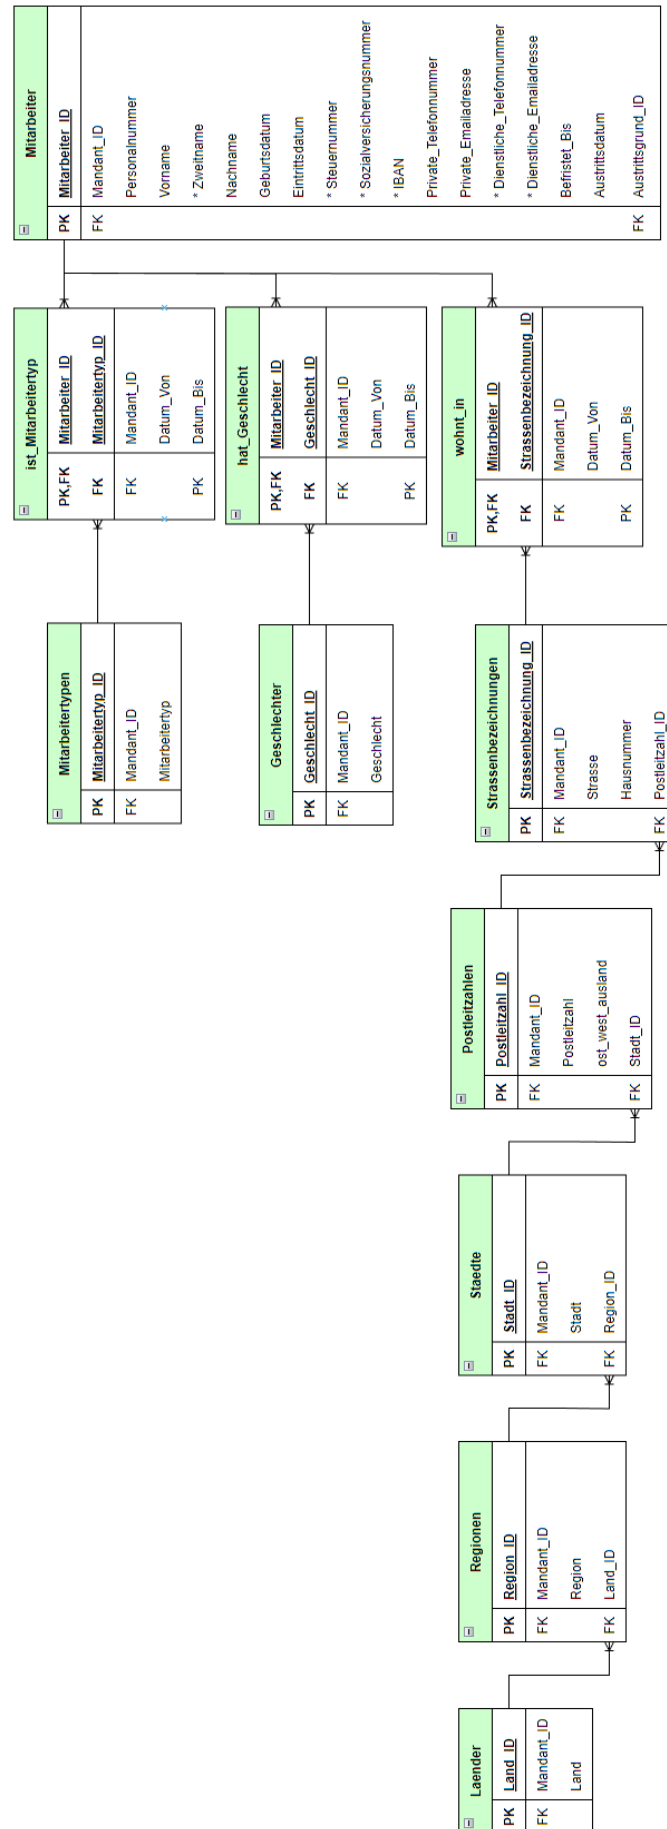 Mitarbeiter
PK Mitarbeiter_ID
FK Mandant_ID
Personalnummer
Vorname
* Zweitname
Nachname
Geburtsdatum
Eintrittsdatum
* Steuernummer
* Sozialversicherungsnummer
* IBAN
Private_Telefonnummer
Private_Emailadresse
* Dienstliche_Telefonnummer
* Dienstliche_Emailadresse
Befristet_Bis
Austrittsdatum
FK Austrittsgrund_ID
ist_Mitarbeitertyp
PK,FK Mitarbeiter_ID
FK Mitarbeitertyp_ID
FK Mandant_ID
Datum_Von
PK Datum_Bis
hat_Geschlecht
PK,FK Mitarbeiter_ID
FK Geschlecht_ID
FK Mandant_ID
Datum_Von
PK Datum_Bis
wohnt_in
PK,FK Mitarbeiter_ID
FK Strassenbezeichnung_ID
FK Mandant_ID
Datum_Von
PK Datum_Bis
Mitarbeitertypen
PK Mitarbeitertyp_ID
FK Mandant_ID
Mitarbeitertyp
Geschlechter
PK Geschlecht_ID
FK Mandant_ID
Geschlecht
Strassenbezeichnungen
PK Strassenbezeichnung_ID
FK Mandant_ID
Strasse
Hausnummer
FK Postleitzahl_ID
Postleitzahlen
PK Postleitzahl_ID
FK Mandant_ID
Postleitzahl
ost_west_ausland
FK Stadt_ID
Staedte
PK Stadt_ID
FK Mandant_ID
Stadt
FK Region_ID
Regionen
PK Region_ID
FK Mandant_ID
Region
FK Land_ID
Laender
PK Land_ID
FK Mandant_ID
Land